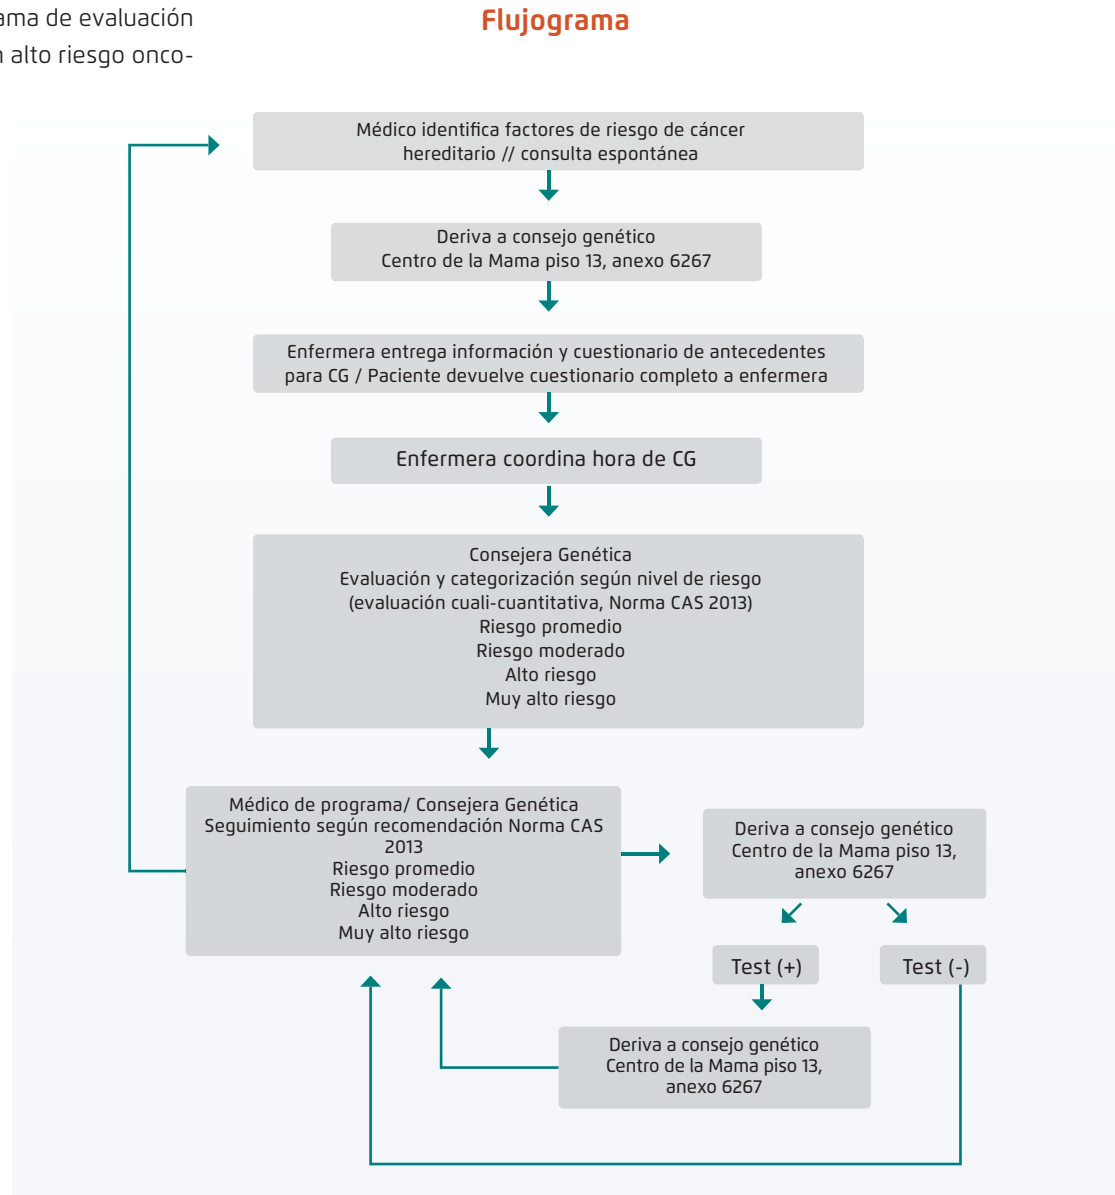 ama de evaluación
n alto riesgo onco-
Flujograma
Médico identifica factores de riesgo de cáncer
hereditario // consulta espontánea
Deriva a consejo genético
Centro de la Mama piso 13, anexo 6267
Enfermera entrega información y cuestionario de antecedentes
para CG / Paciente devuelve cuestionario completo a enfermera
Enfermera coordina hora de CG
Consejera Genética
Evaluación y categorización según nivel de riesgo
(evaluación cuali-cuantitativa, Norma CAS 2013)
Riesgo promedio
Riesgo moderado
Alto riesgo
Muy alto riesgo
Médico de programa/ Consejera Genética
Seguimiento según recomendación Norma CAS
2013
Riesgo promedio
Riesgo moderado
Alto riesgo
Muy alto riesgo
Deriva a consejo genético
Centro de la Mama piso 13,
anexo 6267
Test (+)
Test (-)
Deriva a consejo genético
Centro de la Mama piso 13,
anexo 6267